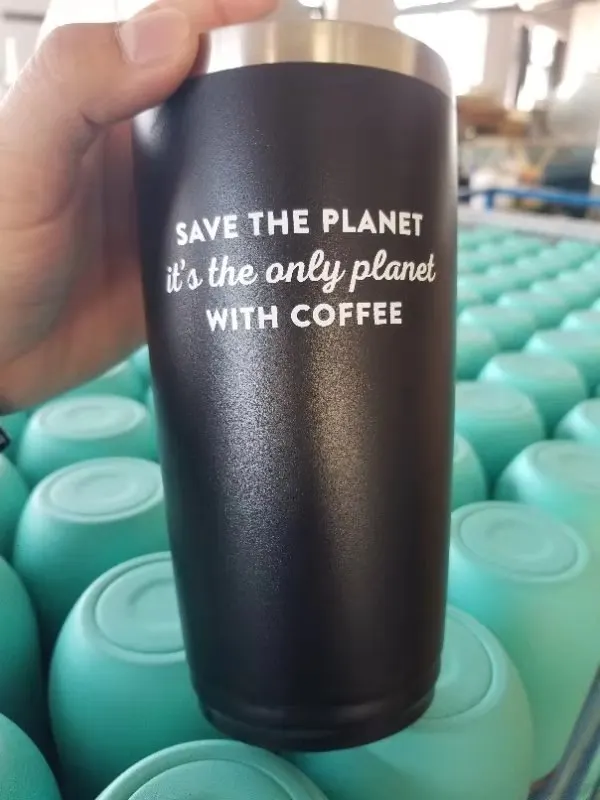 SAVE THE PLANET
it's the only planet
WITH COFFEE